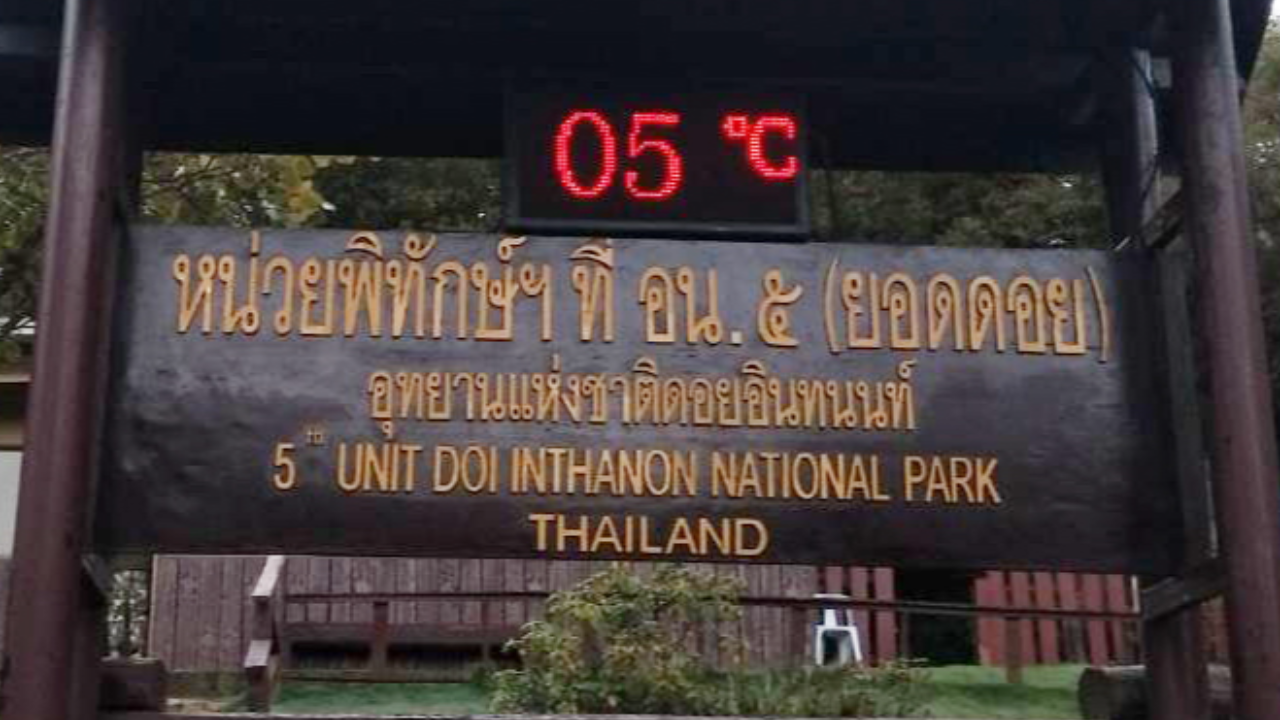 05 °C
หน่วยพิทักษ์ฯ ที่ อน. ๕ (ยอดดอย)
อุทยานแห่งชาติดอยอินทนนท์
5th UNIT DOI INTHANON NATIONAL PARK
THAILAND